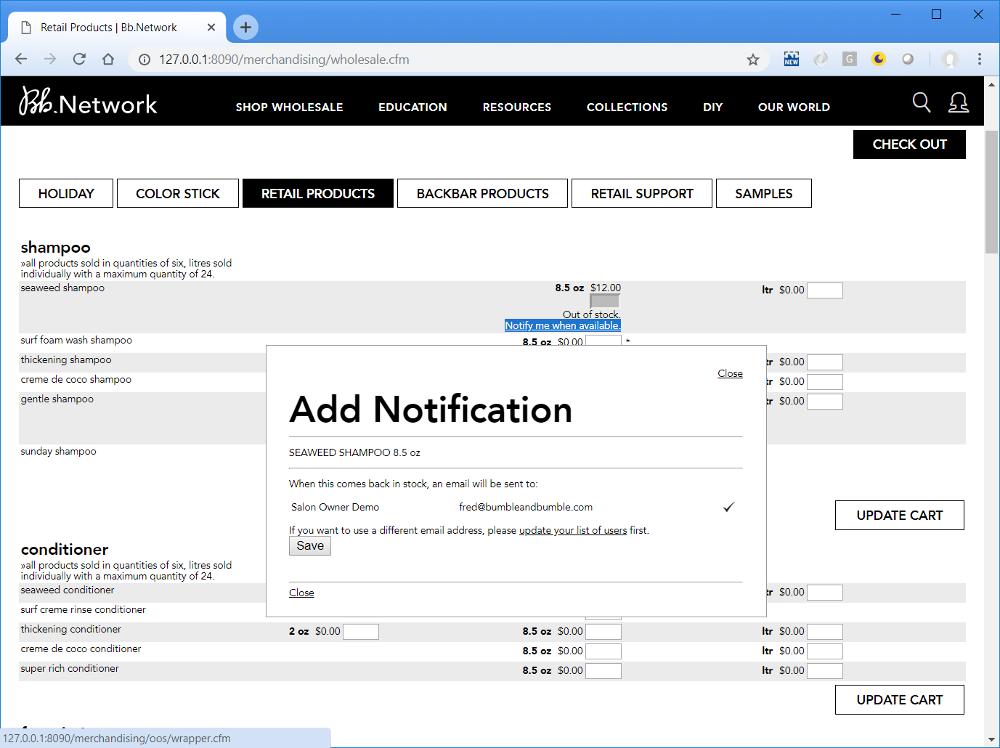 Retail Products | Bb.Network
127.0.0.1:8090/merchandising/wholesale.cfm
NEW
G
Bb.Network
SHOP WHOLESALE EDUCATION RESOURCES COLLECTIONS DIY OUR WORLD
CHECK OUT
HOLIDAY COLOR STICK RETAIL PRODUCTS BACKBAR PRODUCTS RETAIL SUPPORT SAMPLES
shampoo
»all products sold in quantities of six, litres sold
individually with a maximum quantity of 24.
seaweed shampoo 8.5 oz $12.00 ltr $0.00
Out of stock.
Notify me when available.
surf foam wash shampoo 8.5 oz $0.00 *
thickening shampoo ltr $0.00
creme de coco shampoo ltr $0.00
gentle shampoo ltr $0.00
sunday shampoo
Close
Add Notification
SEAWEED SHAMPOO 8.5 oz
When this comes back in stock, an email will be sent to:
Salon Owner Demo fred@bumbleandbumble.com
If you want to use a different email address, please update your list of users first.
Save
Close
UPDATE CART
conditioner
»all products sold in quantities of six, litres sold
individually with a maximum quantity of 24.
seaweed conditioner ltr $0.00
surf creme rinse conditioner
thickening conditioner 2 oz $0.00 8.5 oz $0.00 ltr $0.00
creme de coco conditioner 8.5 oz $0.00 ltr $0.00
super rich conditioner 8.5 oz $0.00 ltr $0.00
UPDATE CART
127.0.0.1:8090/merchandising/oos/wrapper.cfm